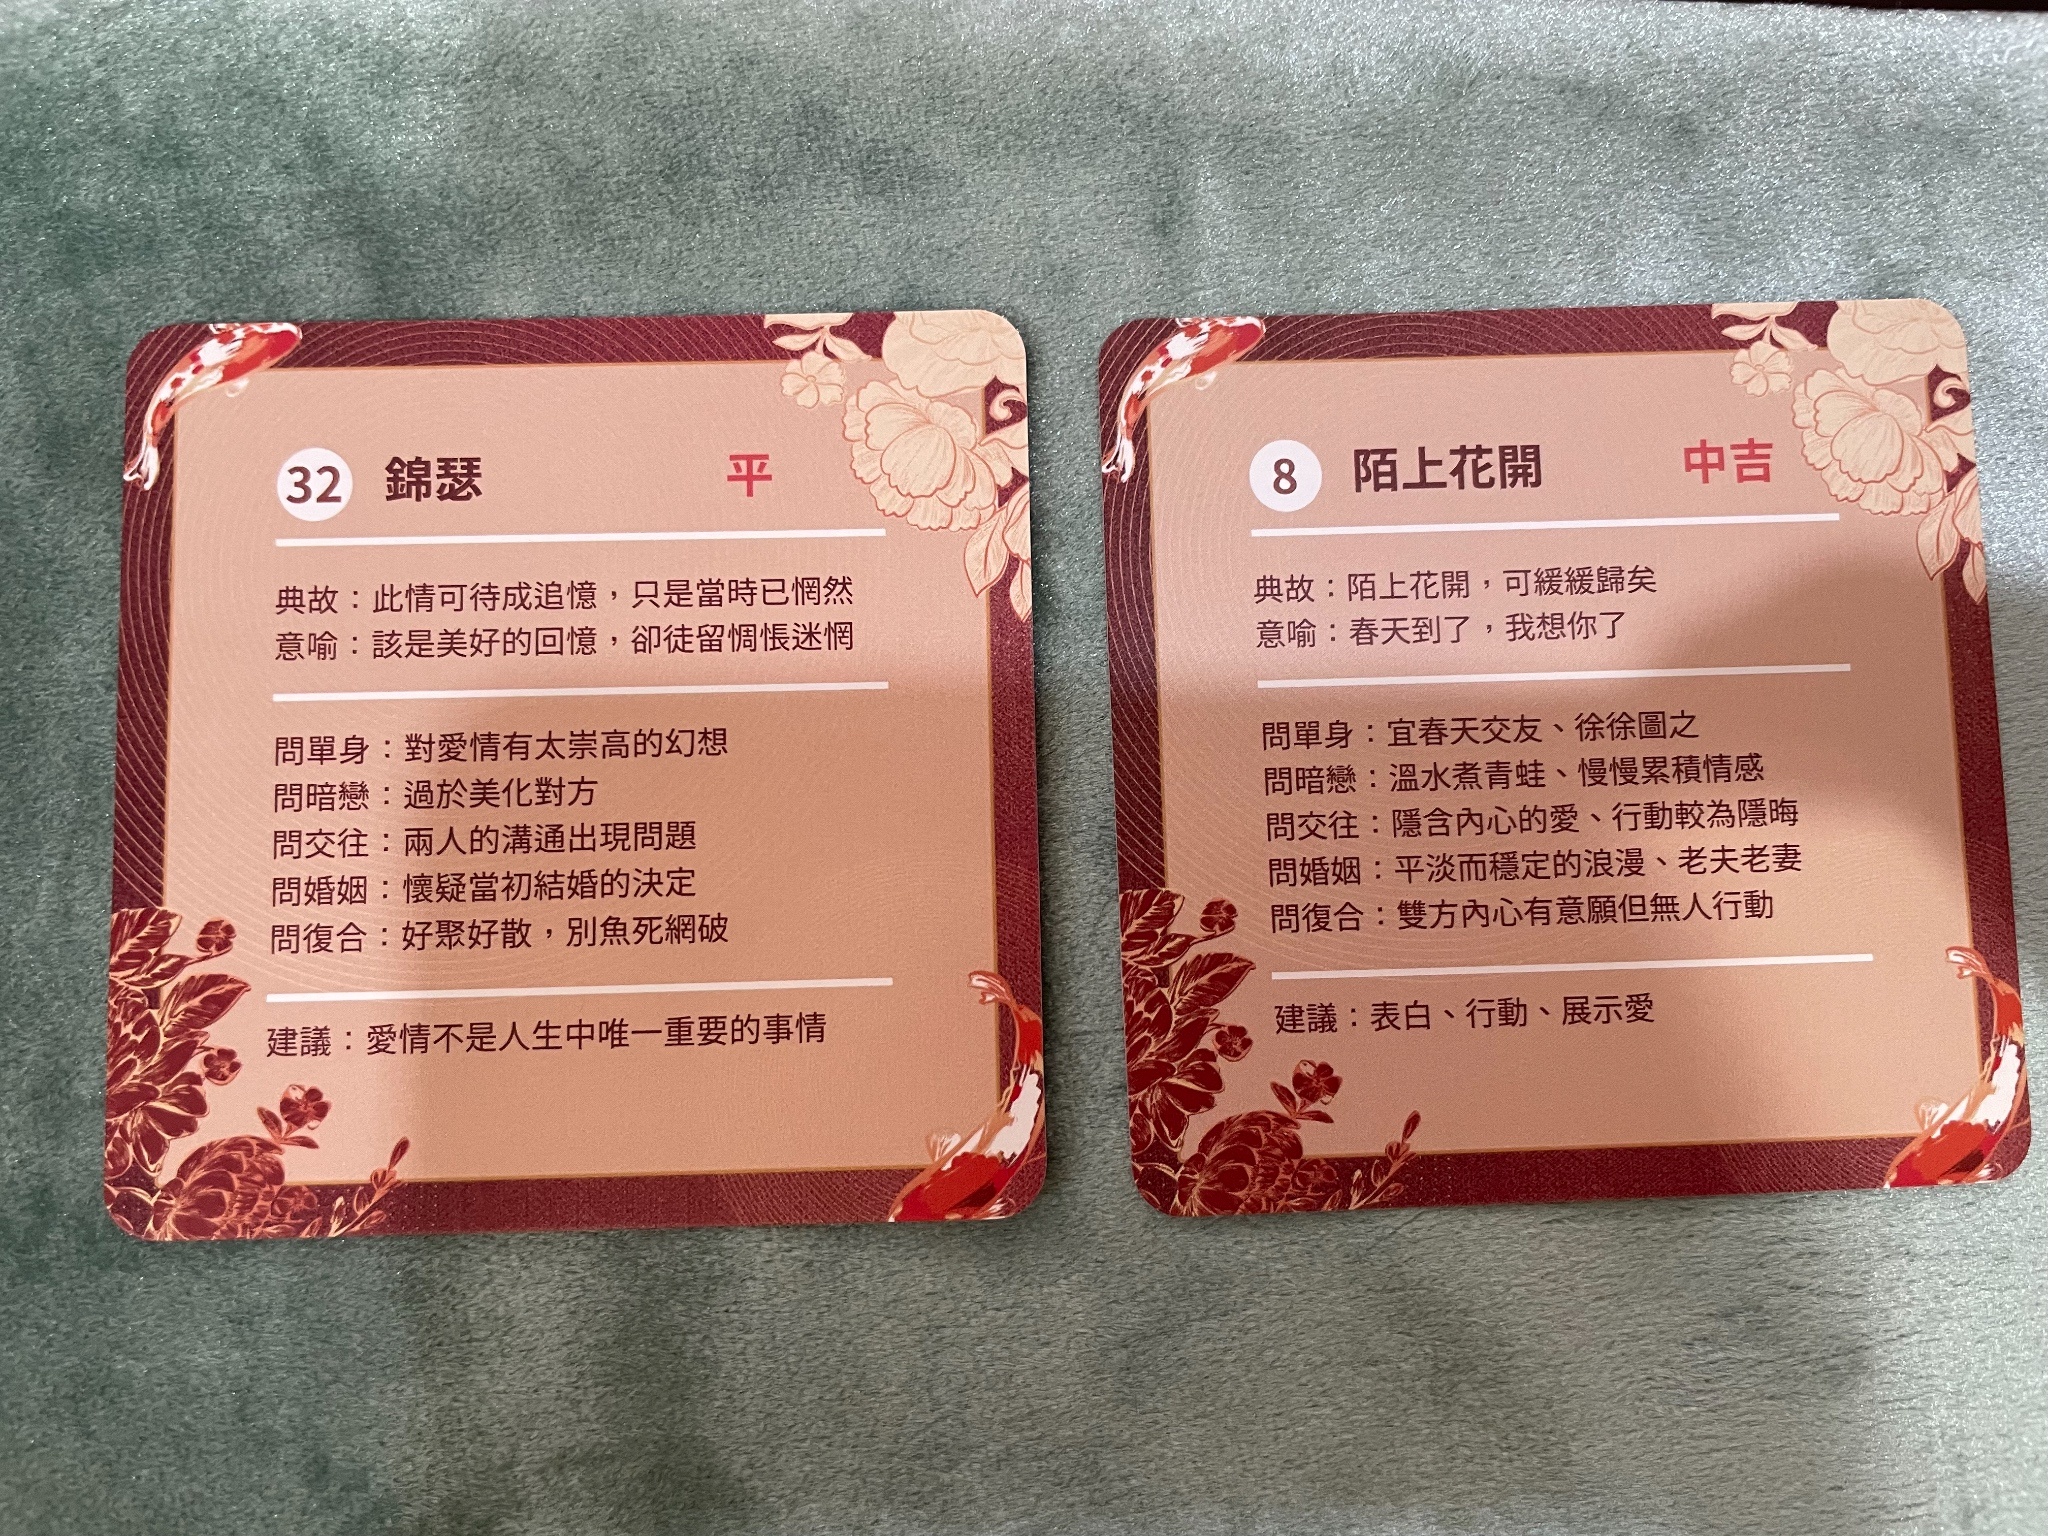 32 錦瑟 平
典故：此情可待成追憶，只是當時已惘然
意喻：該是美好的回憶，卻徒留惆悵迷惘
問單身：對愛情有太崇高的幻想
問暗戀：過於美化對方
問交往：兩人的溝通出現問題
問婚姻：懷疑當初結婚的決定
問復合：好聚好散，別魚死網破
建議：愛情不是人生中唯一重要的事情
8 陌上花開 中吉
典故：陌上花開，可緩緩歸矣
意喻：春天到了，我想你了
問單身：宜春天交友、徐徐圖之
問暗戀：溫水煮青蛙、慢慢累積情感
問交往：隱含內心的愛、行動較為隱晦
問婚姻：平淡而穩定的浪漫、老夫老妻
問復合：雙方內心有意願但無人行動
建議：表白、行動、展示愛